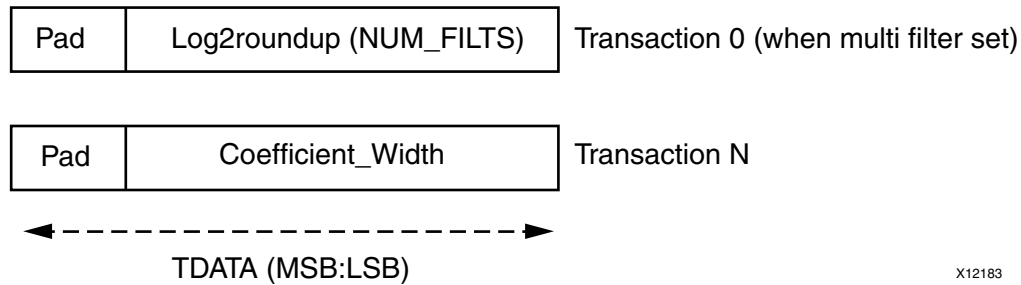 Pad Log2roundup (NUM_FILTS) Transaction 0 (when multi filter set)
Pad Coefficient_Width Transaction N
TDATA (MSB:LSB)
X12183